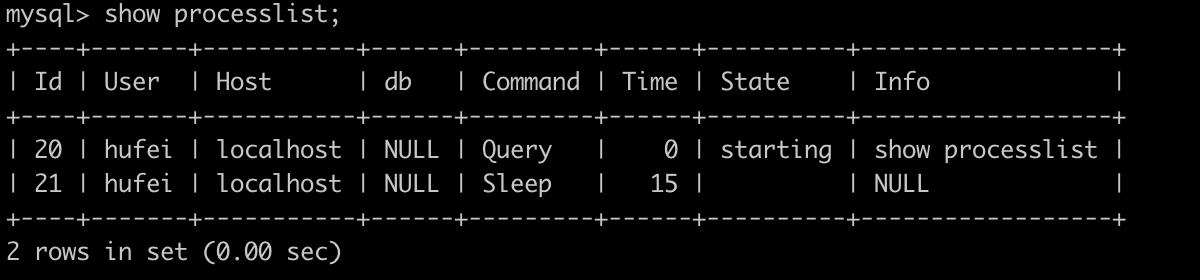 mysql> show processlist;
+----+-------+-----------+------+---------+------+----------+------------------+
| Id | User  | Host      | db   | Command | Time | State    | Info             |
+----+-------+-----------+------+---------+------+----------+------------------+
| 20 | hufei | localhost | NULL | Query   |    0 | starting | show processlist |
| 21 | hufei | localhost | NULL | Sleep   |   15 |          | NULL             |
+----+-------+-----------+------+---------+------+----------+------------------+
2 rows in set (0.00 sec)